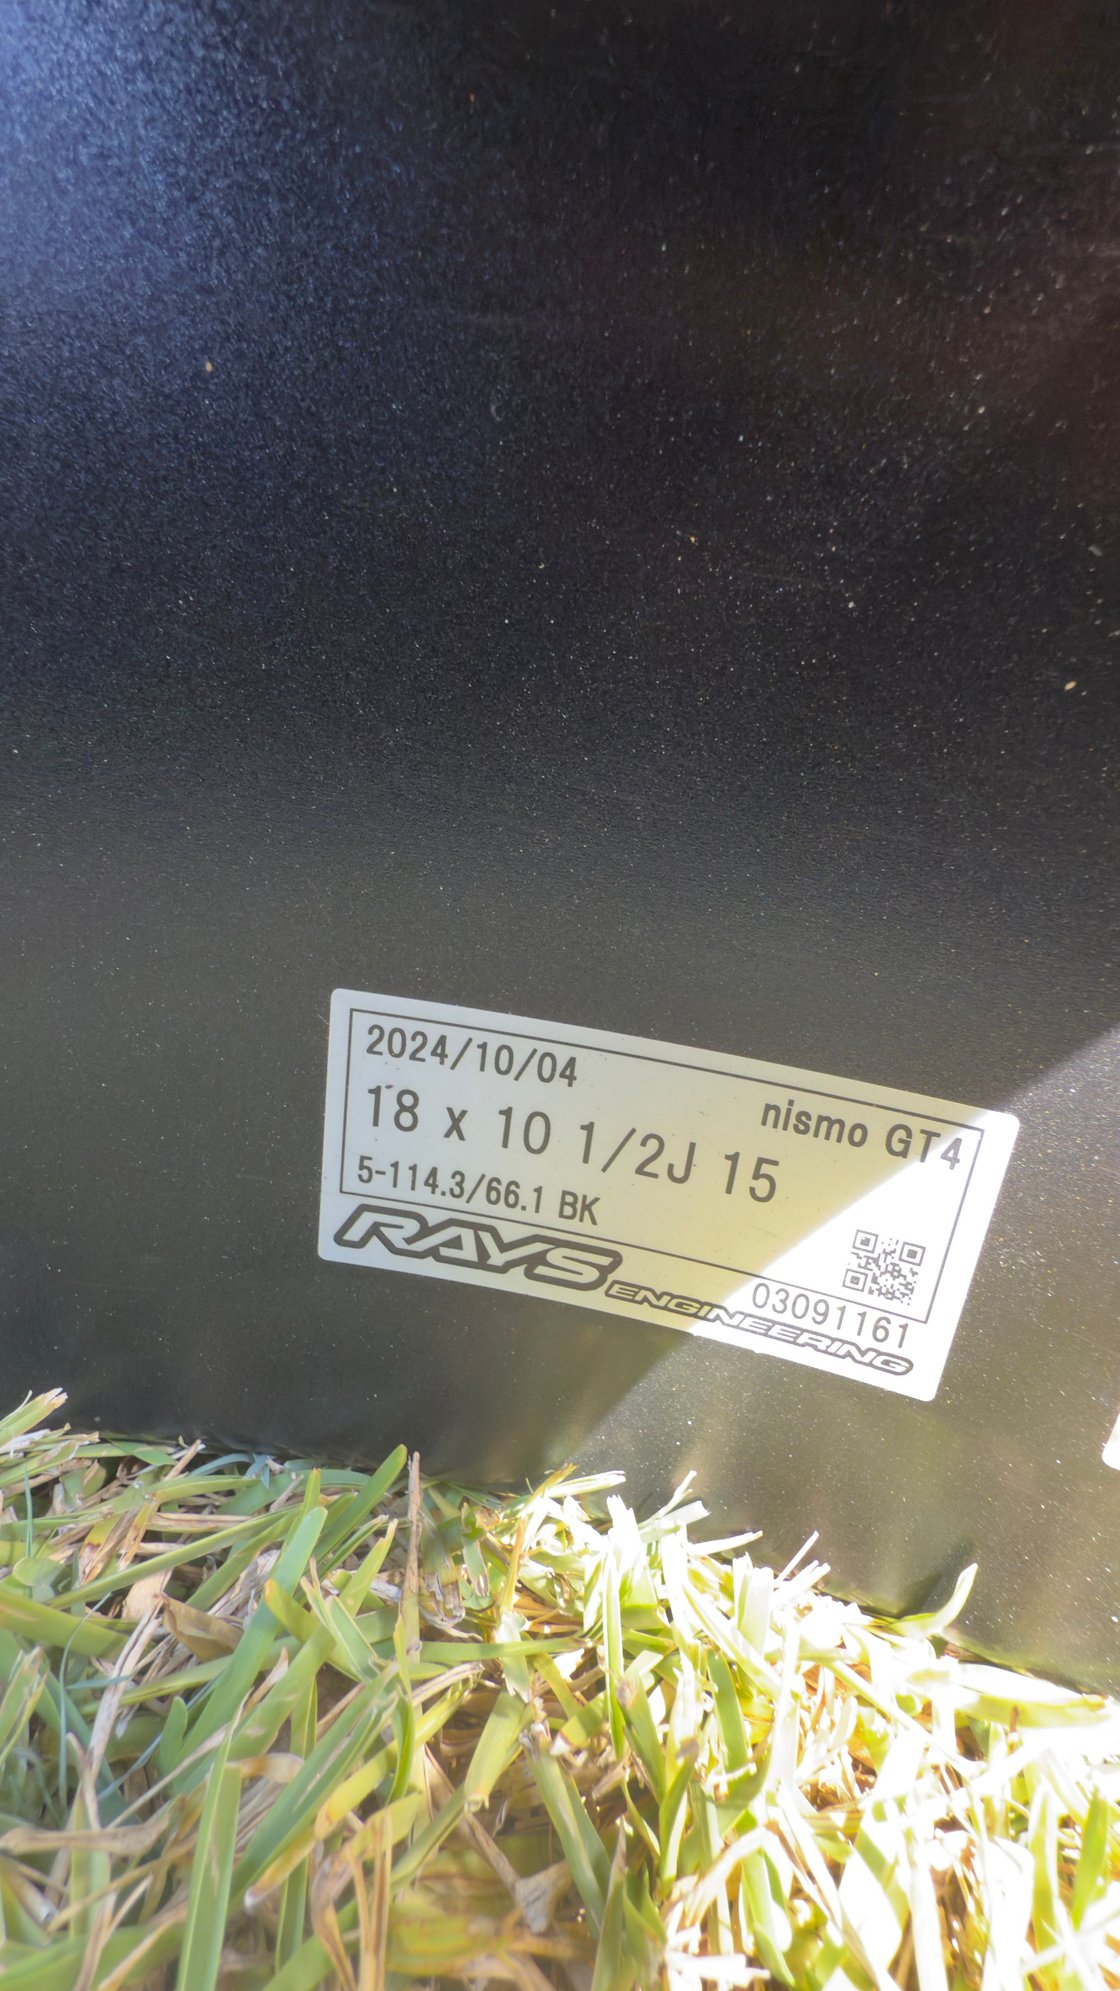 2024/10/04
nismo GT4
18 x 10 1/2J 15
5-114.3/66.1 BK
03091161
RAYS ENGINEERING